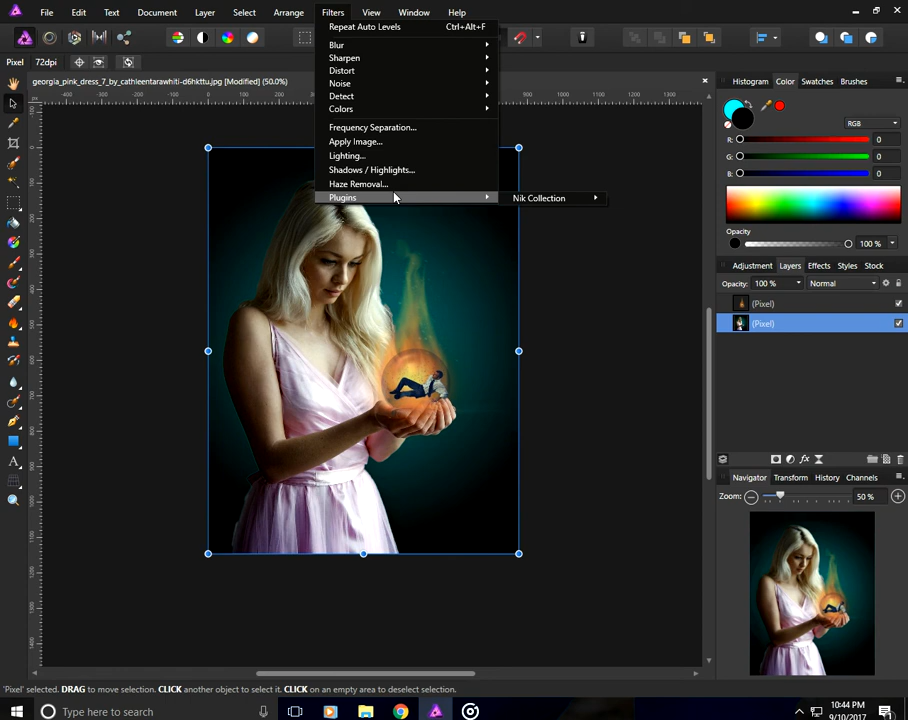 File Edit Text Document Layer Select Arrange Filters View Window Help
Pixel 72dpi
georgia_pink_dress_7_by_cathleentarawhiti-d6hkttu.jpg [Modified] (50.0%)
Repeat Auto Levels Ctrl+Alt+F
Blur
Sharpen
Distort
Noise
Detect
Colors
Frequency Separation...
Apply Image...
Lighting...
Shadows / Highlights...
Haze Removal...
Plugins
Nik Collection
Histogram Color Swatches Brushes
RGB
R: 0
G: 0
B: 0
Opacity
100 %
Adjustment Layers Effects Styles Stock
Opacity: 100 % Normal
(Pixel)
(Pixel)
Navigator Transform History Channels
Zoom: 50 %
'Pixel' selected. DRAG to move selection. CLICK another object to select it. CLICK on an empty area to deselect selection.
Type here to search
10:44 PM
9/10/2017